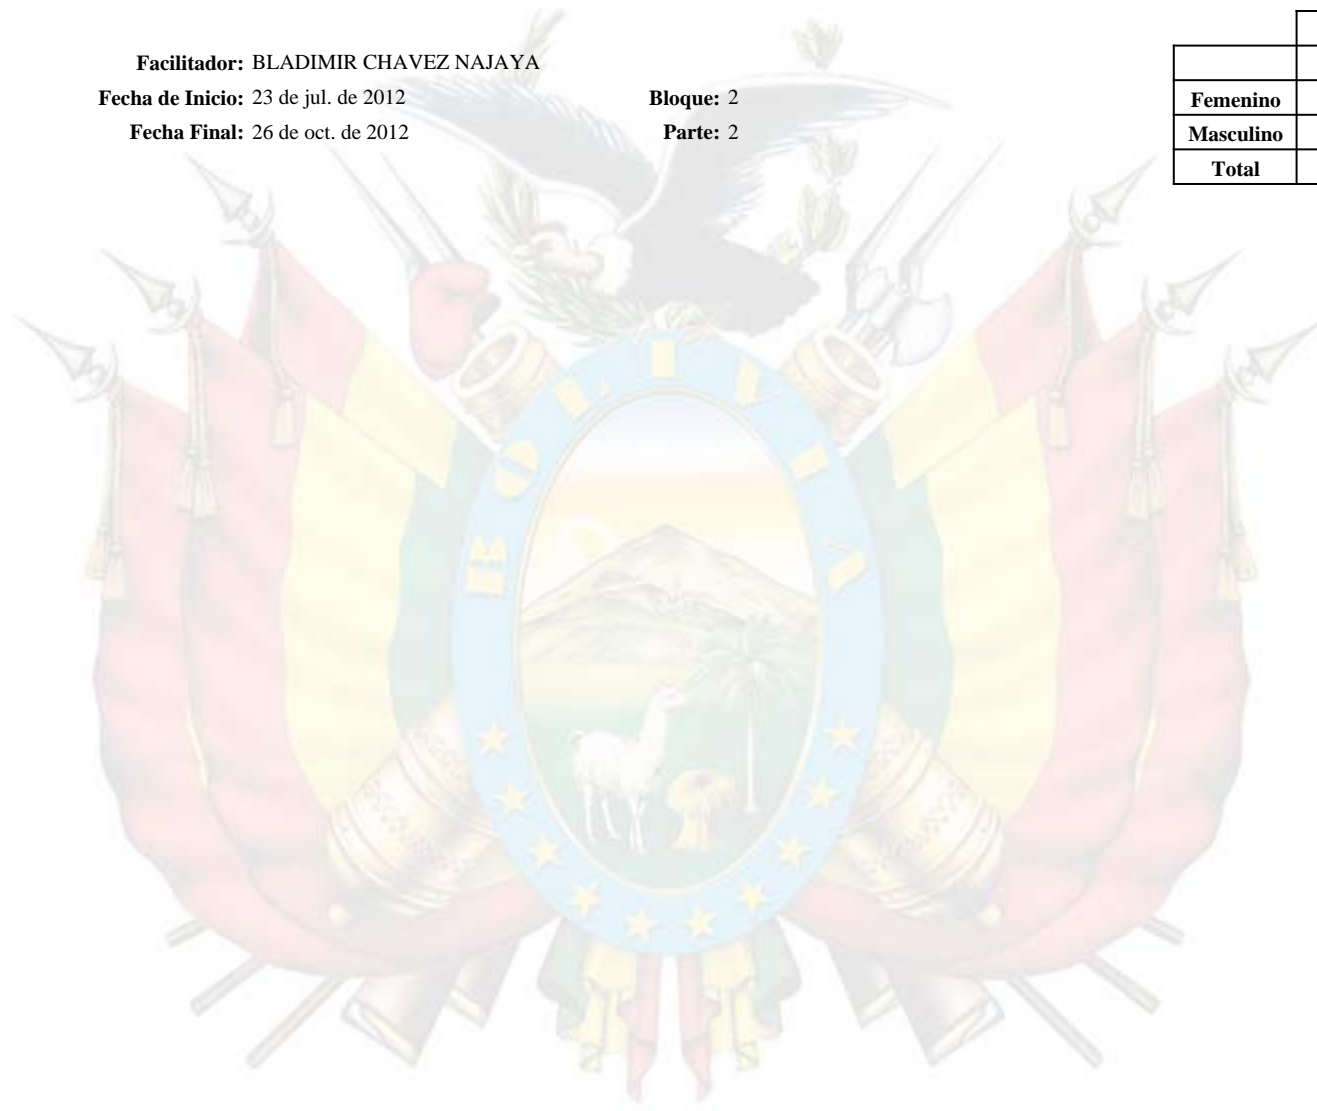 Facilitador: BLADIMIR CHAVEZ NAJAYA
Fecha de Inicio: 23 de jul. de 2012 Bloque: 2
Fecha Final: 26 de oct. de 2012 Parte: 2
Femenino
Masculino
Total
BOLIVIA